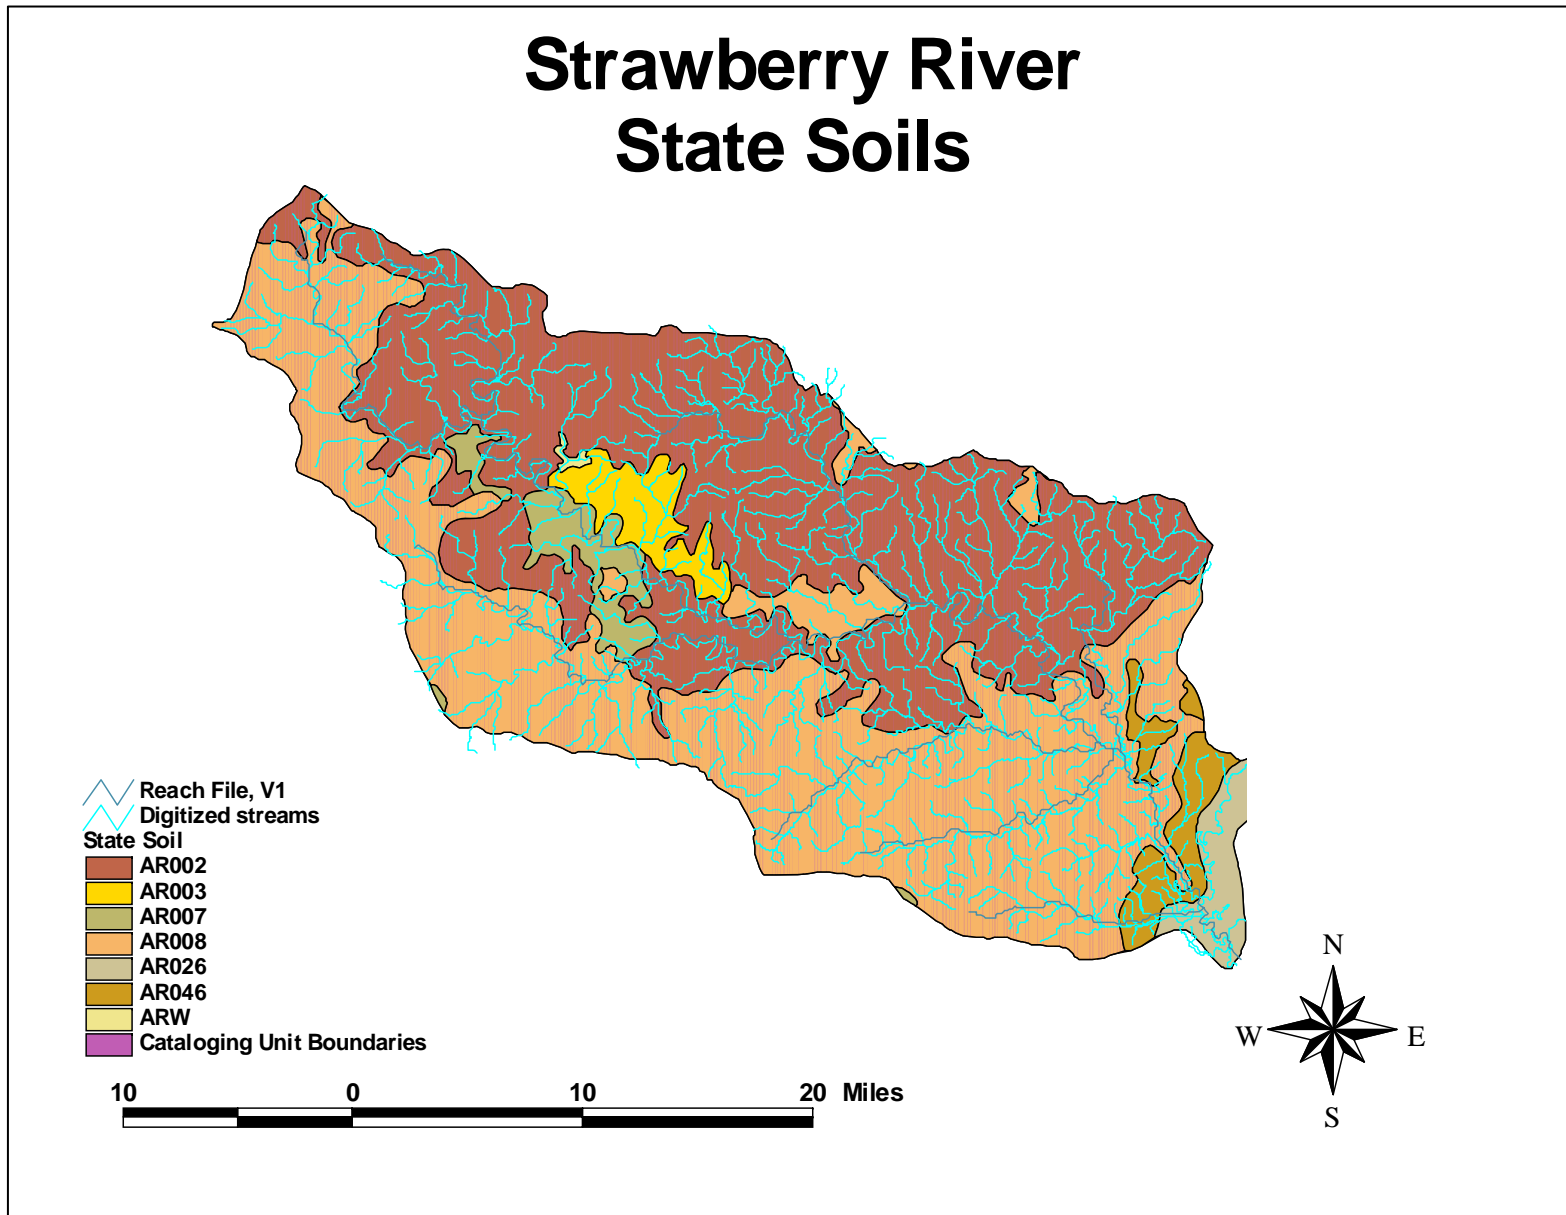 Strawberry River
State Soils
Reach File, V1
Digitized streams
State Soil
AR002
AR003
AR007
AR008
AR026
AR046
ARW
Cataloging Unit Boundaries
10 0 10 20 Miles
N
W E
S